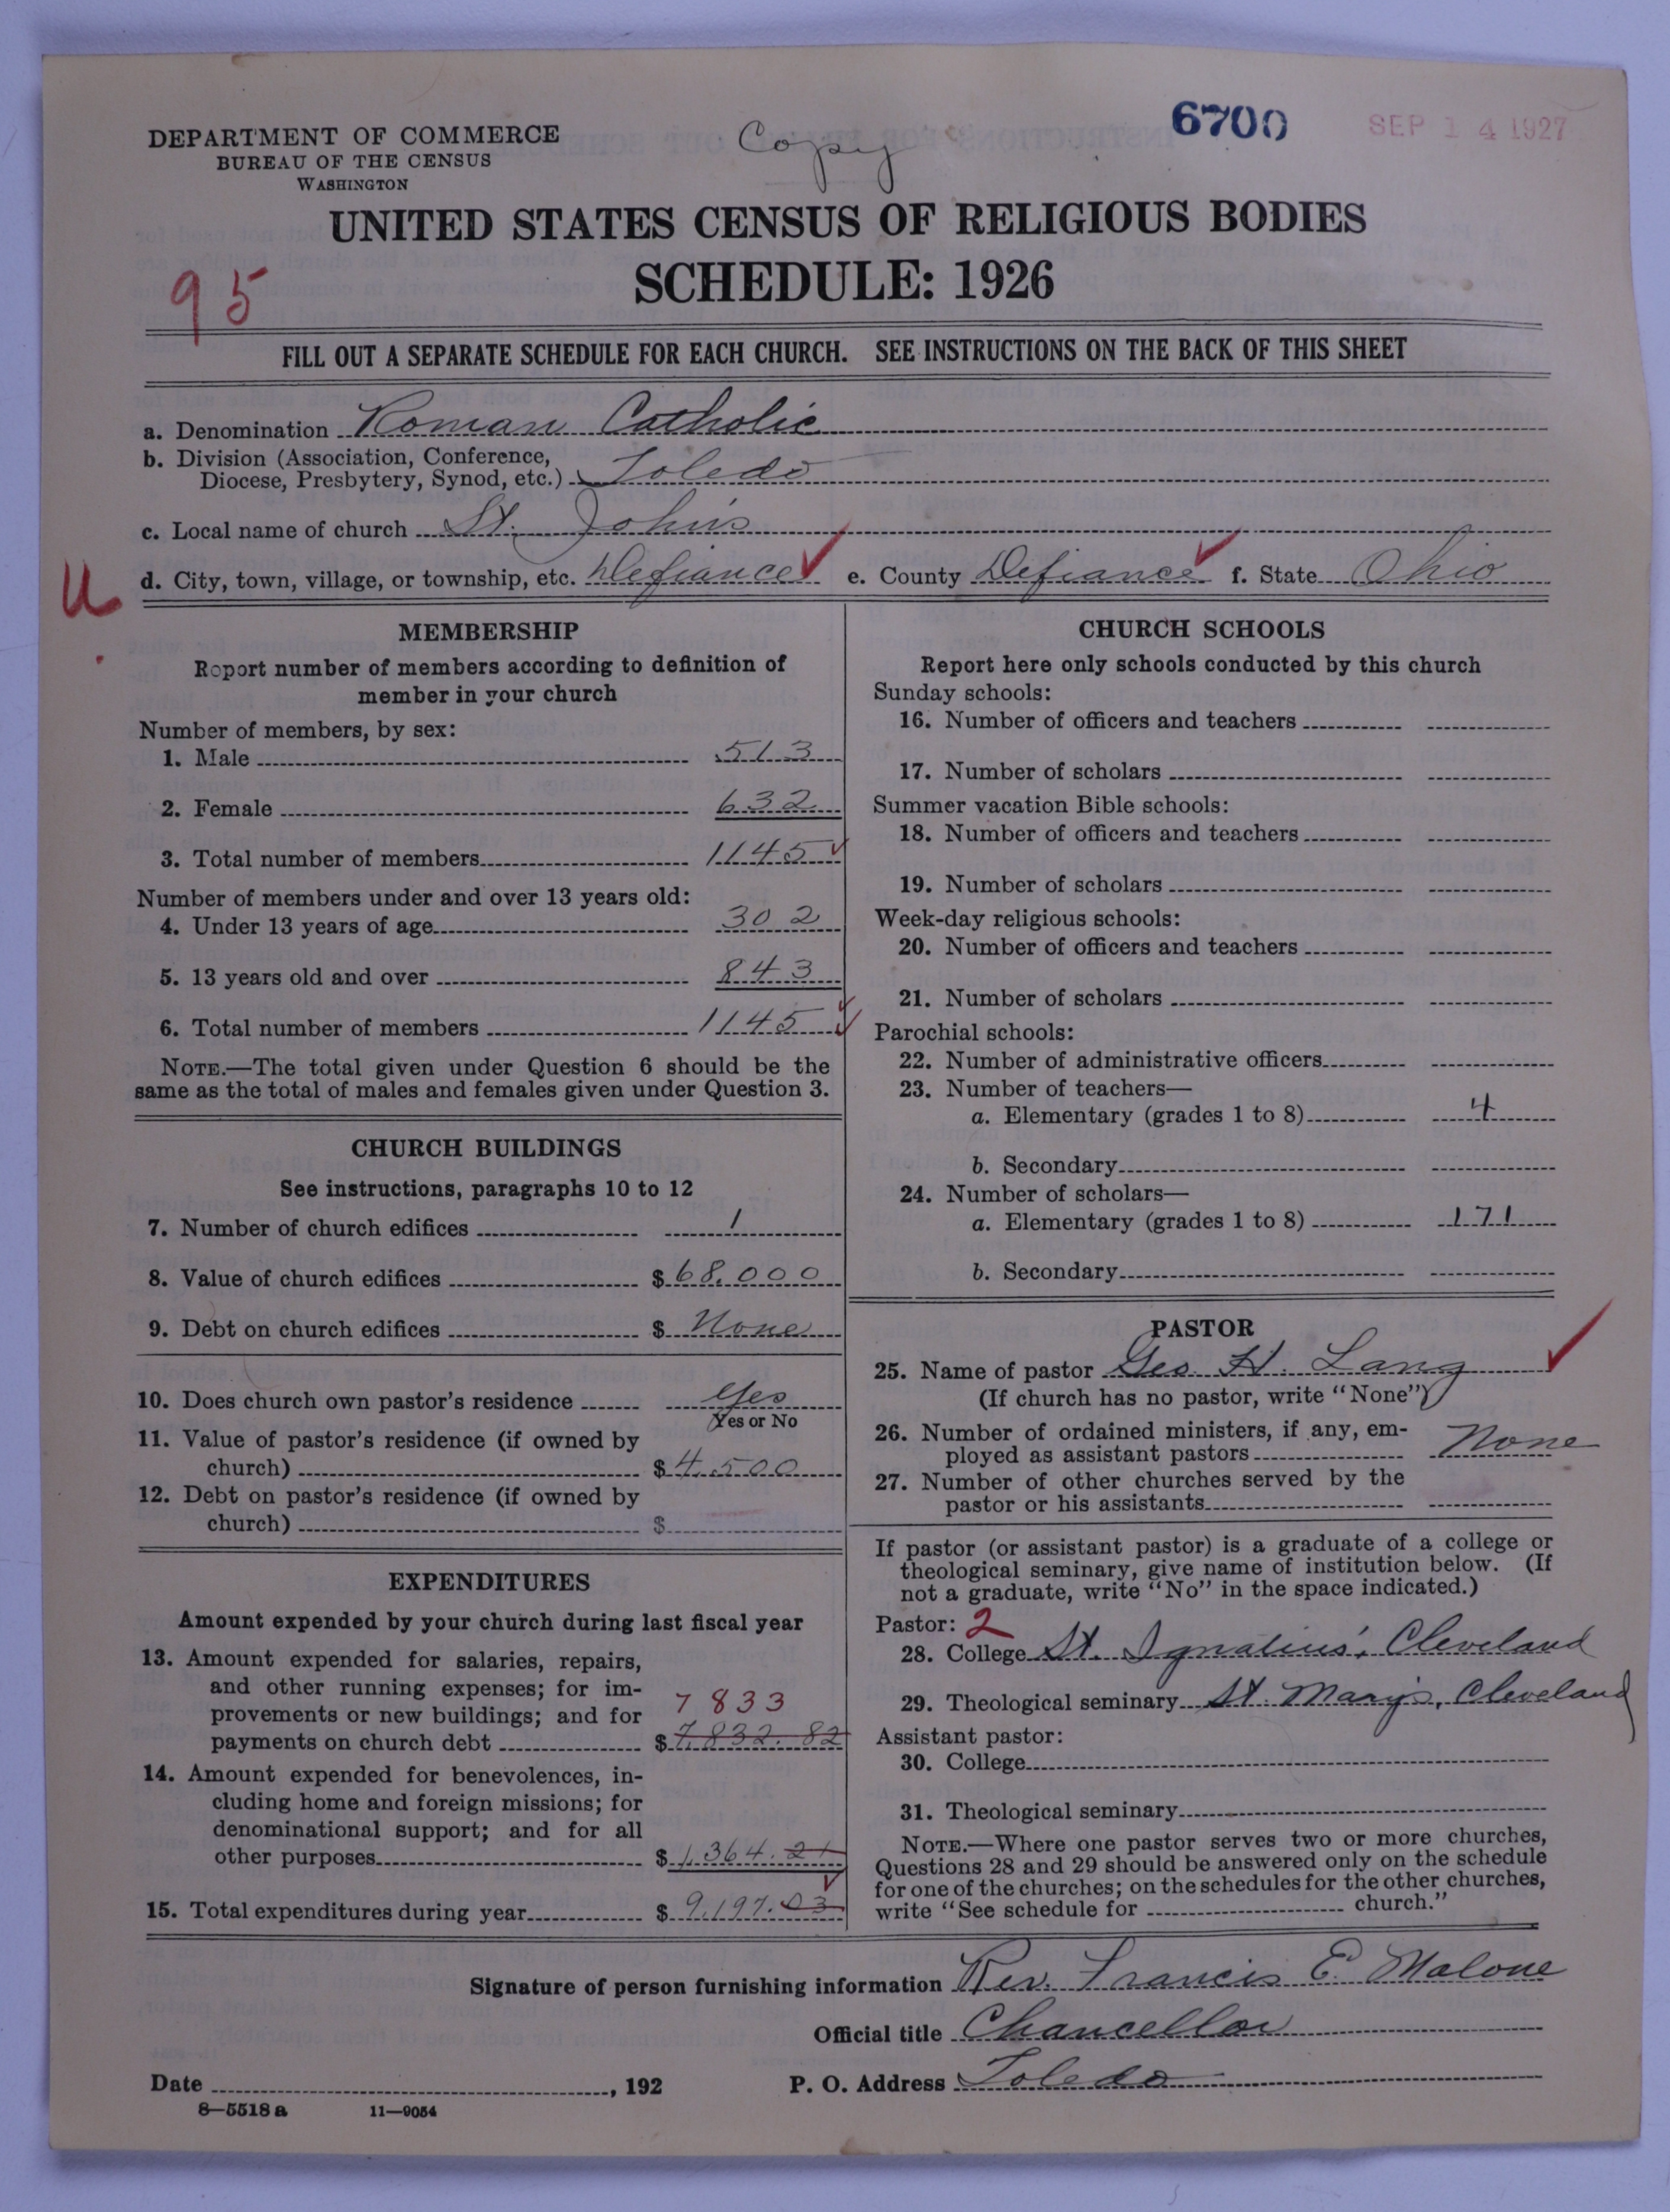 DEPARTMENT OF COMMERCE
BUREAU OF THE CENSUS
WASHINGTON
Copy
6700
SEP 14 1927
UNITED STATES CENSUS OF RELIGIOUS BODIES
SCHEDULE: 1926
95
FILL OUT A SEPARATE SCHEDULE FOR EACH CHURCH. SEE INSTRUCTIONS ON THE BACK OF THIS SHEET
a. Denomination Roman Catholic
b. Division (Association, Conference,
Diocese, Presbytery, Synod, etc.) Toledo
c. Local name of church St. John's
d. City, town, village, or township, etc. Defiance e. County Defiance f. State Ohio
U
MEMBERSHIP
Report number of members according to definition of
member in your church
Number of members, by sex:
1. Male 513
2. Female 632
3. Total number of members 1145
Number of members under and over 13 years old:
4. Under 13 years of age 302
5. 13 years old and over 843
6. Total number of members 1145
NOTE.—The total given under Question 6 should be the
same as the total of males and females given under Question 3.
CHURCH BUILDINGS
See instructions, paragraphs 10 to 12
7. Number of church edifices 1
8. Value of church edifices $ 68,000
9. Debt on church edifices $ None
10. Does church own pastor's residence Yes
Yes or No
11. Value of pastor's residence (if owned by
church) $ 4,500
12. Debt on pastor's residence (if owned by
church) $
EXPENDITURES
Amount expended by your church during last fiscal year
13. Amount expended for salaries, repairs,
and other running expenses; for im-
provements or new buildings; and for 7833
payments on church debt $ 7,832.82
14. Amount expended for benevolences, in-
cluding home and foreign missions; for
denominational support; and for all
other purposes $ 1,364.21
15. Total expenditures during year $ 9,197.03
CHURCH SCHOOLS
Report here only schools conducted by this church
Sunday schools:
16. Number of officers and teachers
17. Number of scholars
Summer vacation Bible schools:
18. Number of officers and teachers
19. Number of scholars
Week-day religious schools:
20. Number of officers and teachers
21. Number of scholars
Parochial schools:
22. Number of administrative officers
23. Number of teachers—
a. Elementary (grades 1 to 8) 4
b. Secondary
24. Number of scholars—
a. Elementary (grades 1 to 8) 171
b. Secondary
PASTOR
25. Name of pastor Geo. H. Lang
(If church has no pastor, write "None")
26. Number of ordained ministers, if any, em-
ployed as assistant pastors None
27. Number of other churches served by the
pastor or his assistants
If pastor (or assistant pastor) is a graduate of a college or
theological seminary, give name of institution below. (If
not a graduate, write "No" in the space indicated.)
Pastor: 2
28. College St. Ignatius', Cleveland
29. Theological seminary St. Mary's, Cleveland
Assistant pastor:
30. College
31. Theological seminary
NOTE.—Where one pastor serves two or more churches,
Questions 28 and 29 should be answered only on the schedule
for one of the churches; on the schedules for the other churches,
write "See schedule for church."
Signature of person furnishing information Rev. Francis E. Malone
Official title Chancellor
Date , 192 P. O. Address Toledo
8—5518 a 11—9054